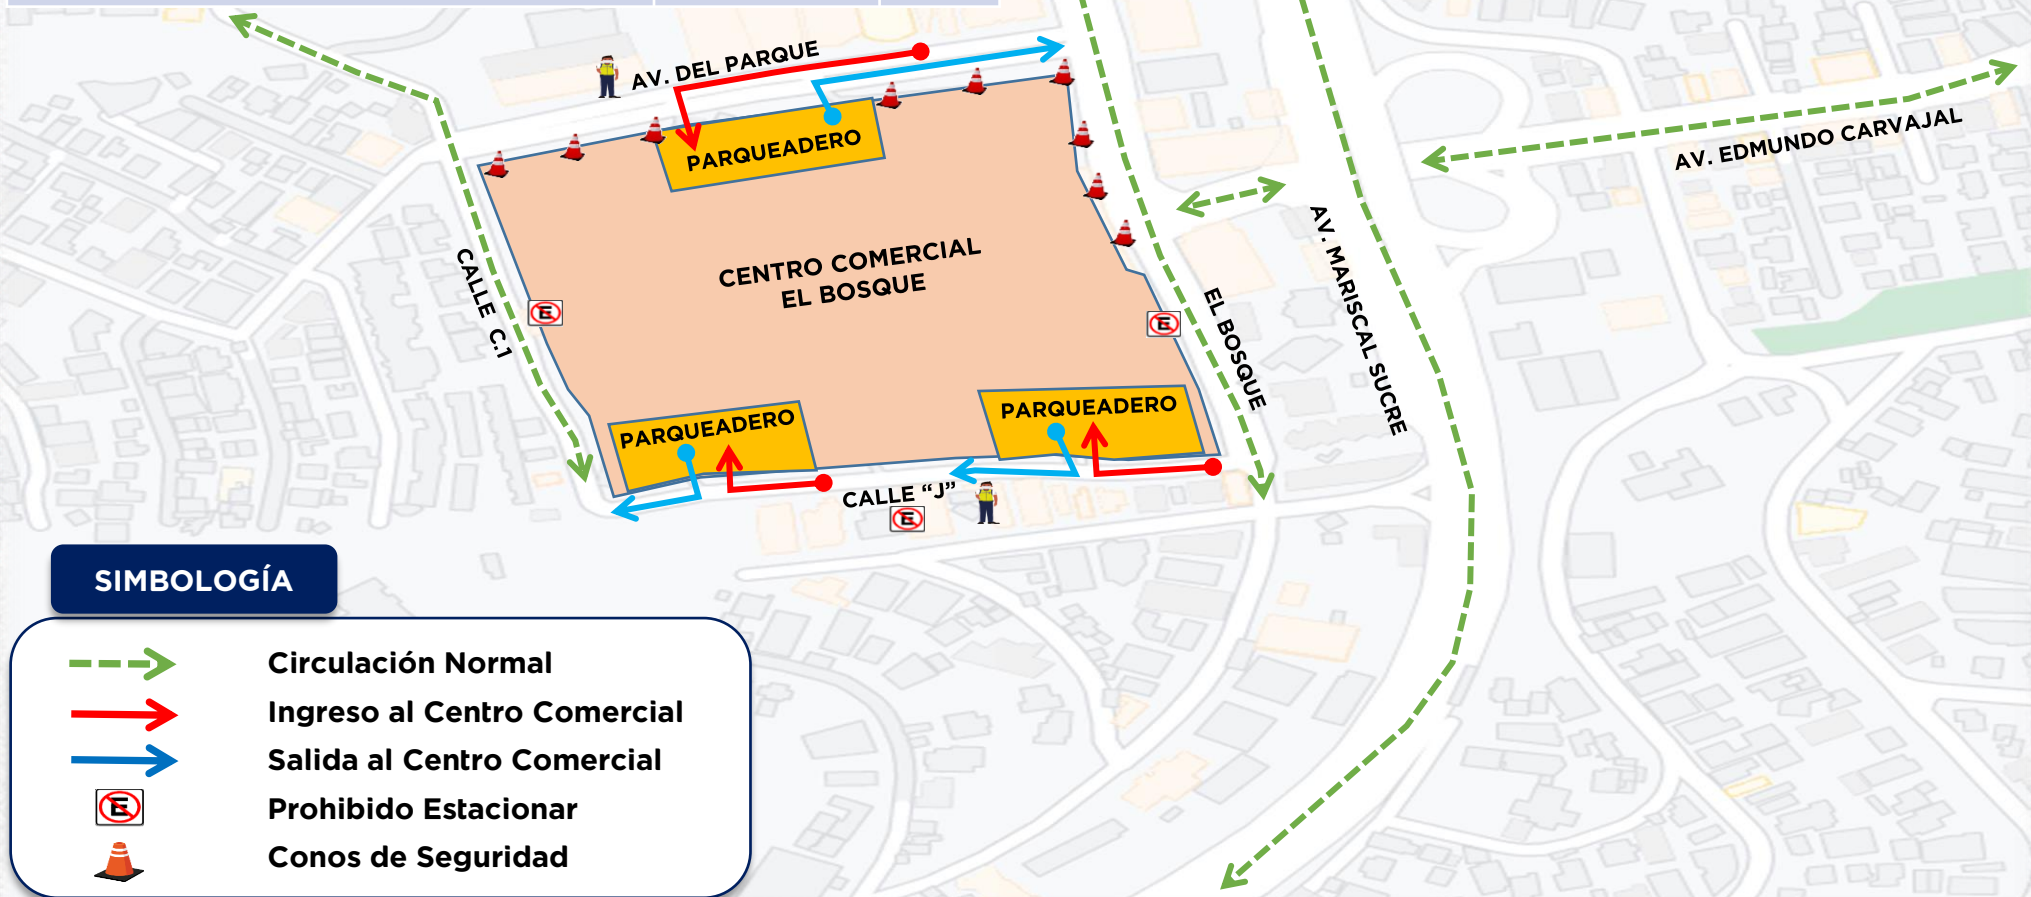 AV. DEL PARQUE
PARQUEADERO
AV. EDMUNDO CARVAJAL
CENTRO COMERCIAL
EL BOSQUE
CALLE C.1
E
E
EL BOSQUE
AV. MARISCAL SUCRE
PARQUEADERO
PARQUEADERO
CALLE “J”
E
SIMBOLOGÍA
Circulación Normal
Ingreso al Centro Comercial
Salida al Centro Comercial
E
Prohibido Estacionar
Conos de Seguridad